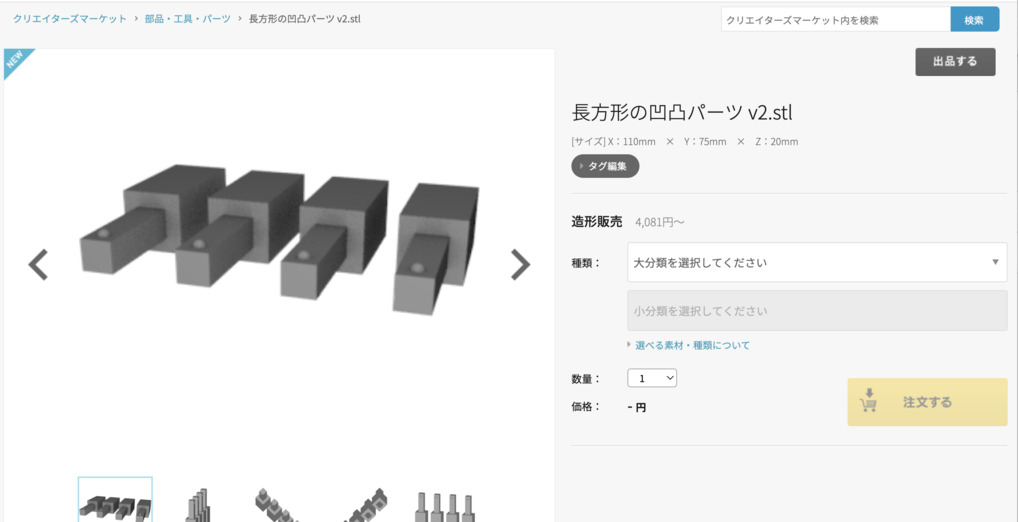 クリエイターズマーケット › 部品・工具・パーツ › 長方形の凹凸パーツ v2.stl
クリエイターズマーケット内を検索
検索
NEW
出品する
長方形の凹凸パーツ v2.stl
[サイズ] X：110mm × Y：75mm × Z：20mm
タグ編集
造形販売 4,081円～
種類：
大分類を選択してください
小分類を選択してください
選べる素材・種類について
数量：
1
価格：
- 円
注文する